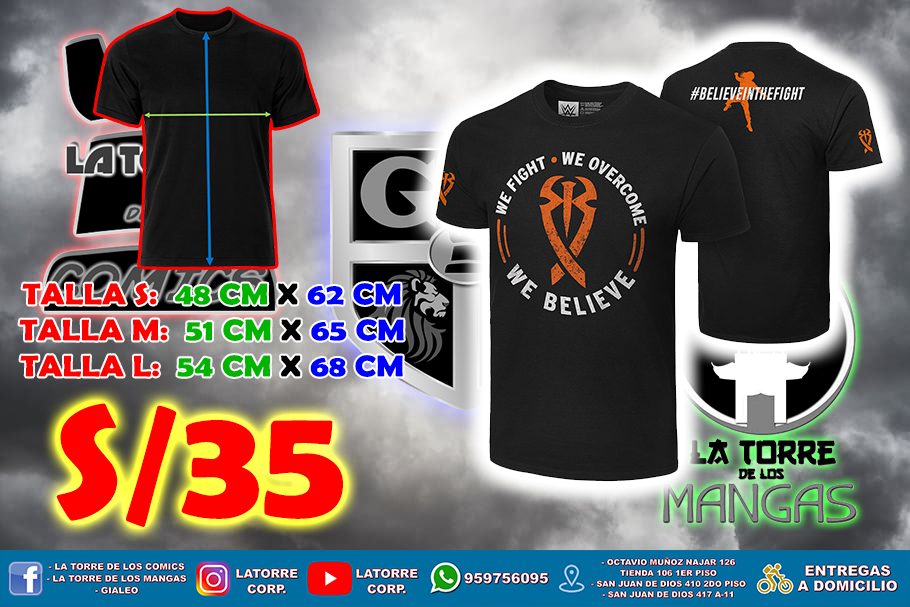 LA TO
D
COMICS
TALLA S: 48 CM X 62 CM
TALLA M: 51 CM X 65 CM
TALLA L: 54 CM X 68 CM
S/35
G
WE FIGHT • WE OVERCOME
WE BELIEVE
W
#BELIEVEINTHEFIGHT
LA TORRE
DE LOS
MANGAS
- LA TORRE DE LOS COMICS
- LA TORRE DE LOS MANGAS
- GIALEO
LATORRE
CORP.
LATORRE
CORP.
959756095
- OCTAVIO MUÑOZ NAJAR 126
TIENDA 106 1ER PISO
- SAN JUAN DE DIOS 410 2DO PISO
- SAN JUAN DE DIOS 417 A-11
ENTREGAS
A DOMICILIO